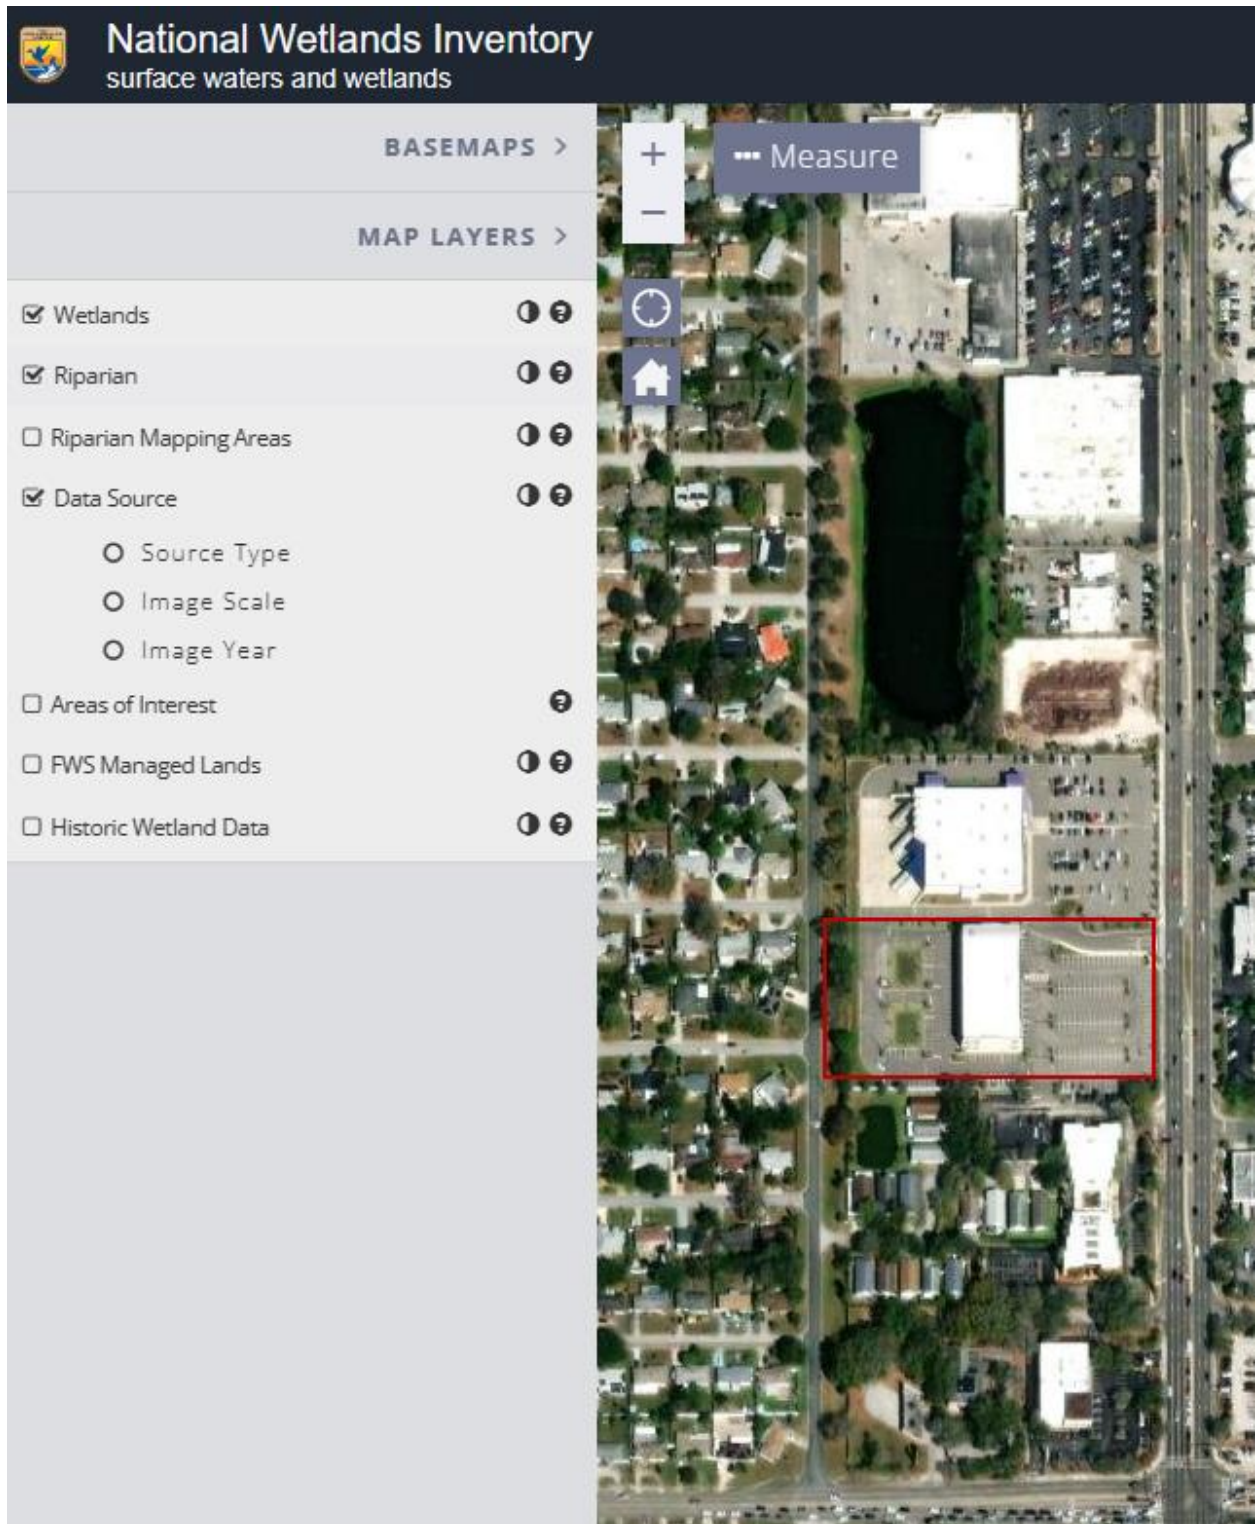 National Wetlands Inventory
surface waters and wetlands
BASEMAPS >
MAP LAYERS >
Wetlands
Riparian
Riparian Mapping Areas
Data Source
Source Type
Image Scale
Image Year
Areas of Interest
FWS Managed Lands
Historic Wetland Data
+
Measure
−